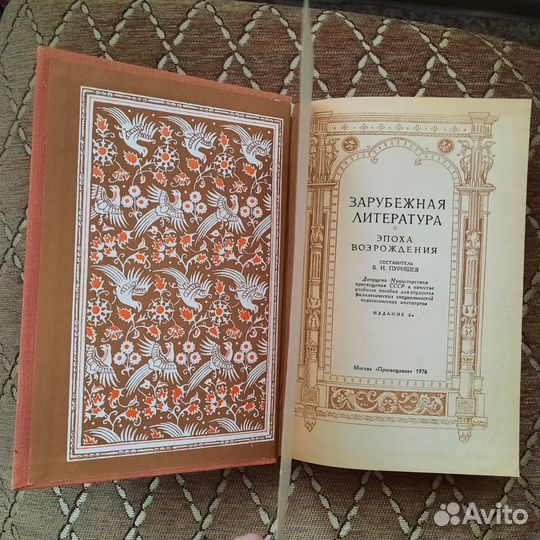 ЗАРУБЕЖНАЯ
ЛИТЕРАТУРА
ЭПОХА
ВОЗРОЖДЕНИЯ
СОСТАВИТЕЛЬ
Б. И. ПУРИШЕВ
Допущено Министерством
просвещения СССР в качестве
учебного пособия для студентов
филологических специальностей
педагогических институтов
ИЗДАНИЕ 2е
Москва «Просвещение» 1976
Avito